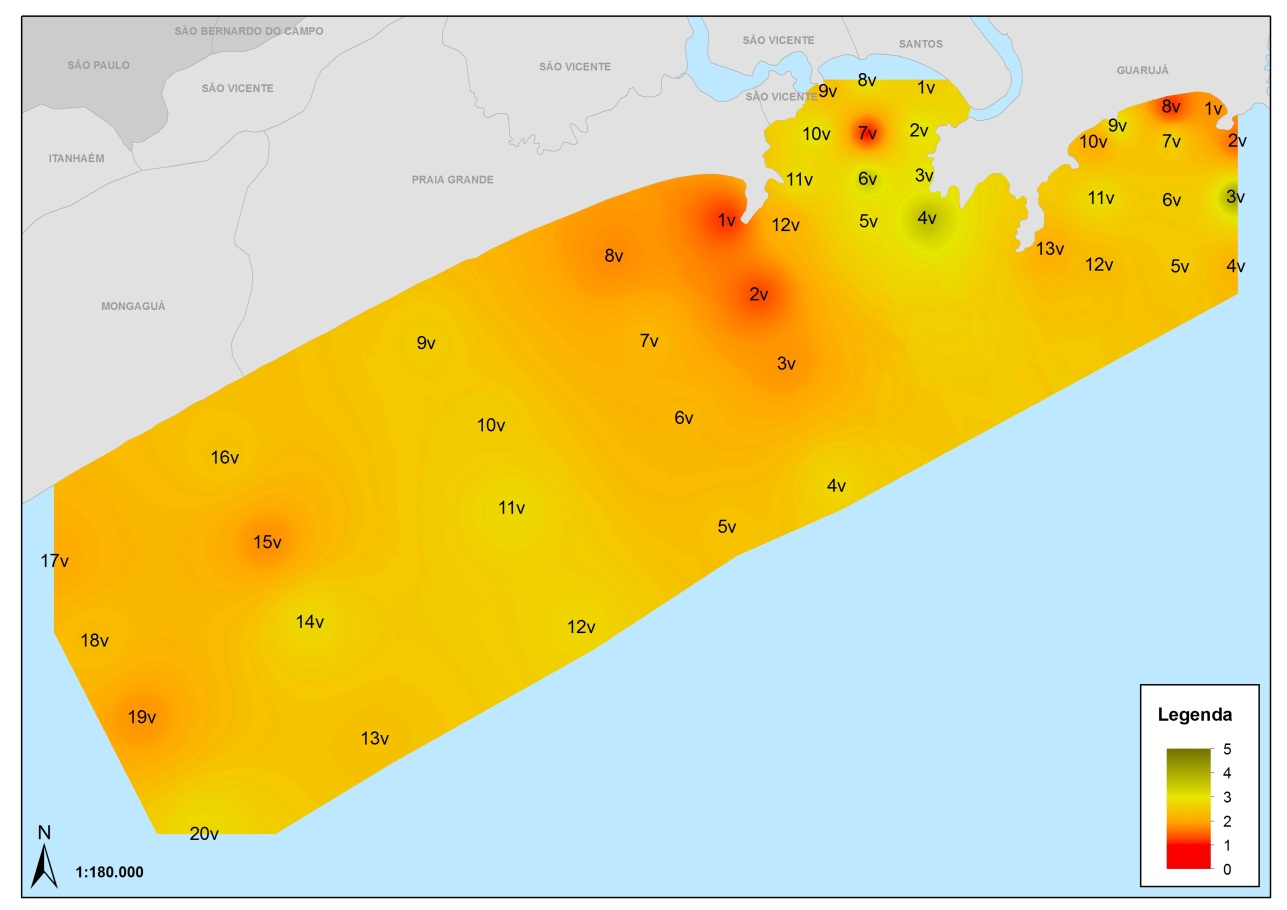 SÃO BERNARDO DO CAMPO
SÃO VICENTE
SANTOS
SÃO PAULO
SÃO VICENTE
GUARUJÁ
SÃO VICENTE
SÃO VICENTE
ITANHAÉM
PRAIA GRANDE
MONGAGUÁ
8v
9v
1v
10v
7v
2v
11v
6v
3v
12v
5v
4v
8v
1v
9v
10v
7v
2v
11v
6v
3v
13v
12v
5v
4v
1v
8v
2v
9v
7v
3v
10v
6v
16v
4v
11v
5v
15v
17v
14v
12v
18v
19v
13v
20v
Legenda
5
4
3
2
1
0
N
1:180.000